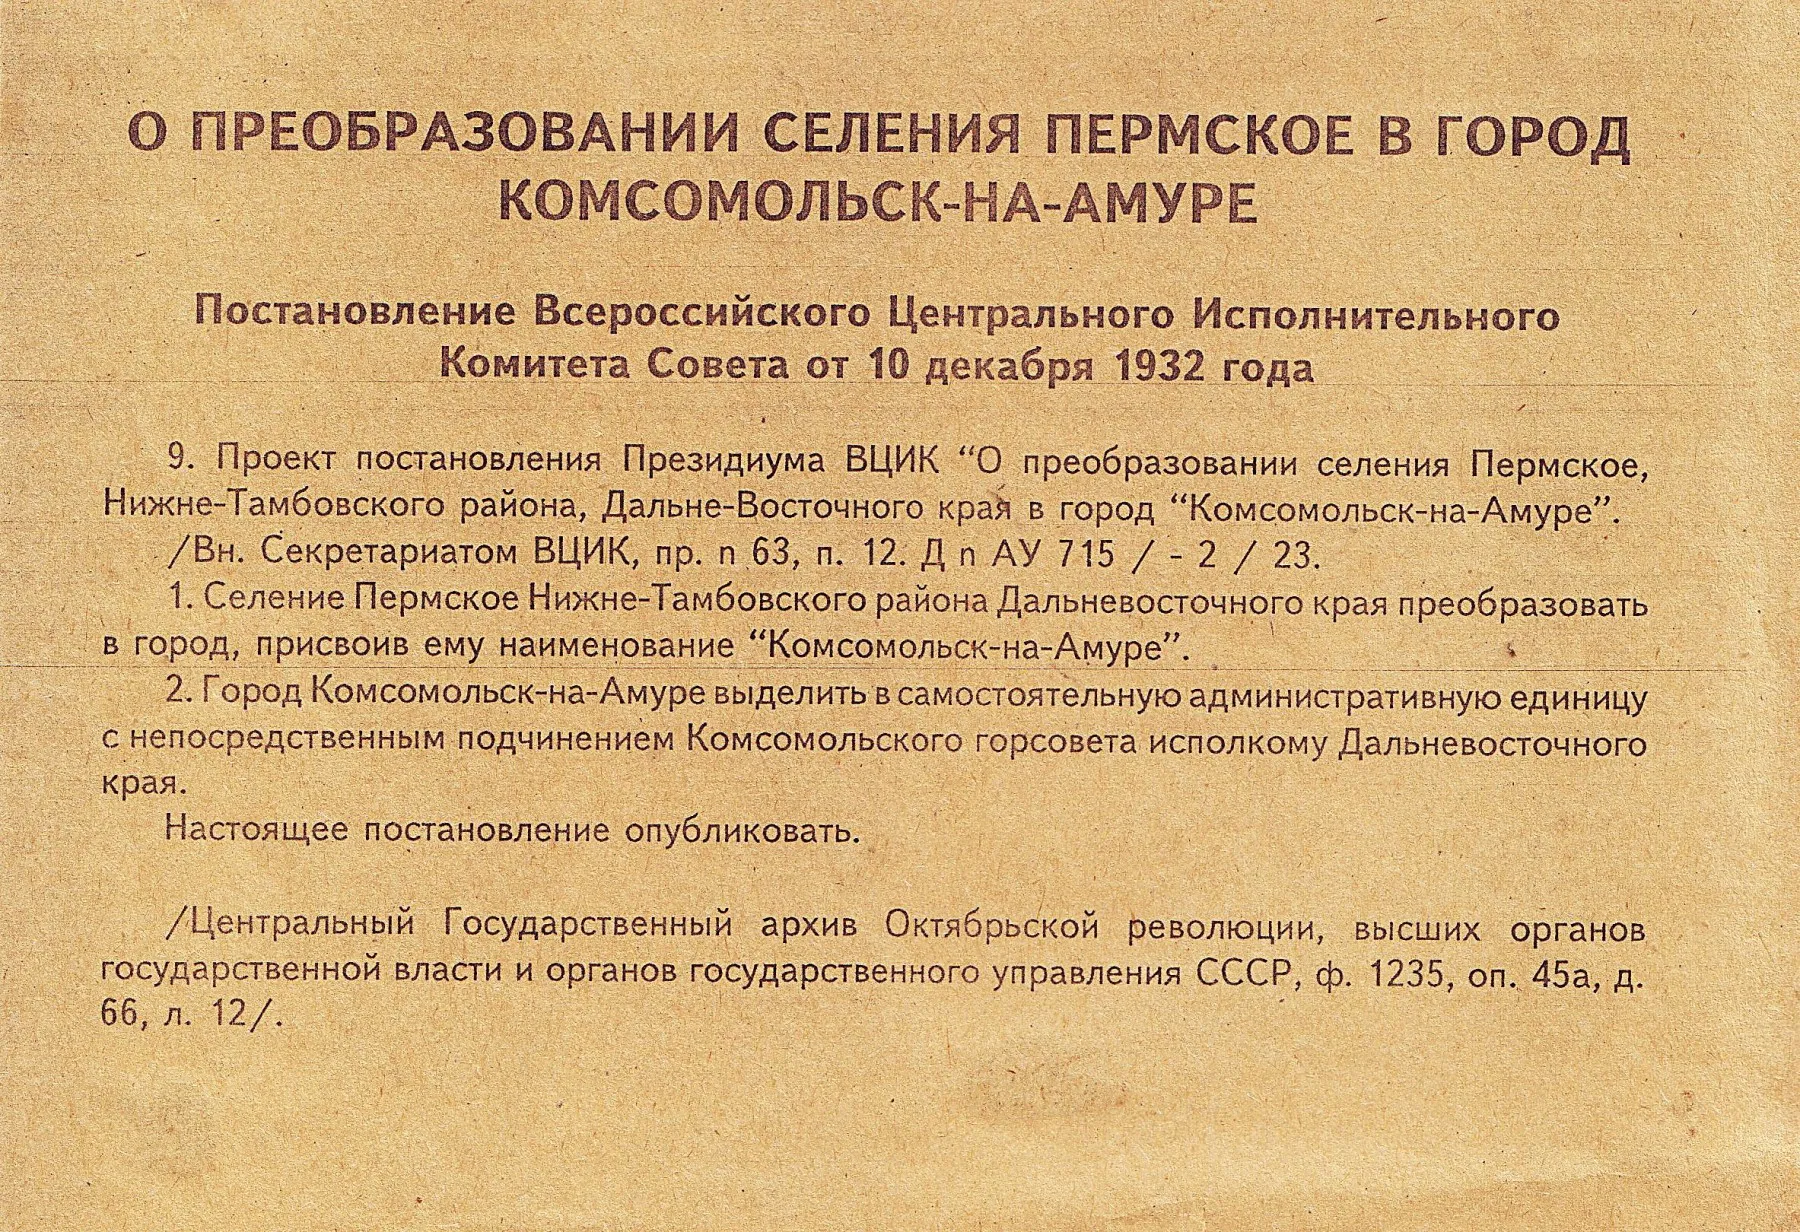 О ПРЕОБРАЗОВАНИИ СЕЛЕНИЯ ПЕРМСКОЕ В ГОРОД
КОМСОМОЛЬСК-НА-АМУРЕ
Постановление Всероссийского Центрального Исполнительного
Комитета Совета от 10 декабря 1932 года
9. Проект постановления Президиума ВЦИК “О преобразовании селения Пермское,
Нижне-Тамбовского района, Дальне-Восточного края в город “Комсомольск-на-Амуре”.
/Вн. Секретариатом ВЦИК, пр. п 63, п. 12. Д п АУ 715 / - 2 / 23.
1. Селение Пермское Нижне-Тамбовского района Дальневосточного края преобразовать
в город, присвоив ему наименование “Комсомольск-на-Амуре”.
2. Город Комсомольск-на-Амуре выделить в самостоятельную административную единицу
с непосредственным подчинением Комсомольского горсовета исполкому Дальневосточного
края.
Настоящее постановление опубликовать.
/Центральный Государственный архив Октябрьской революции, высших органов
государственной власти и органов государственного управления СССР, ф. 1235, оп. 45а, д.
66, л. 12/.